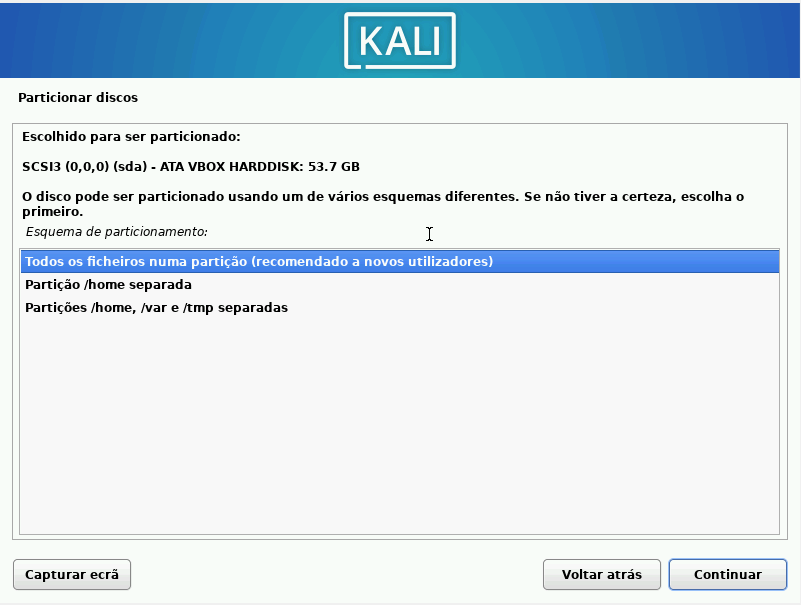 KALI
Particionar discos
Escolhido para ser particionado:
SCSI3 (0,0,0) (sda) - ATA VBOX HARDDISK: 53.7 GB
O disco pode ser particionado usando um de vários esquemas diferentes. Se não tiver a certeza, escolha o
primeiro.
Esquema de particionamento:
Todos os ficheiros numa partição (recomendado a novos utilizadores)
Partição /home separada
Partições /home, /var e /tmp separadas
Capturar ecrã
Voltar atrás
Continuar